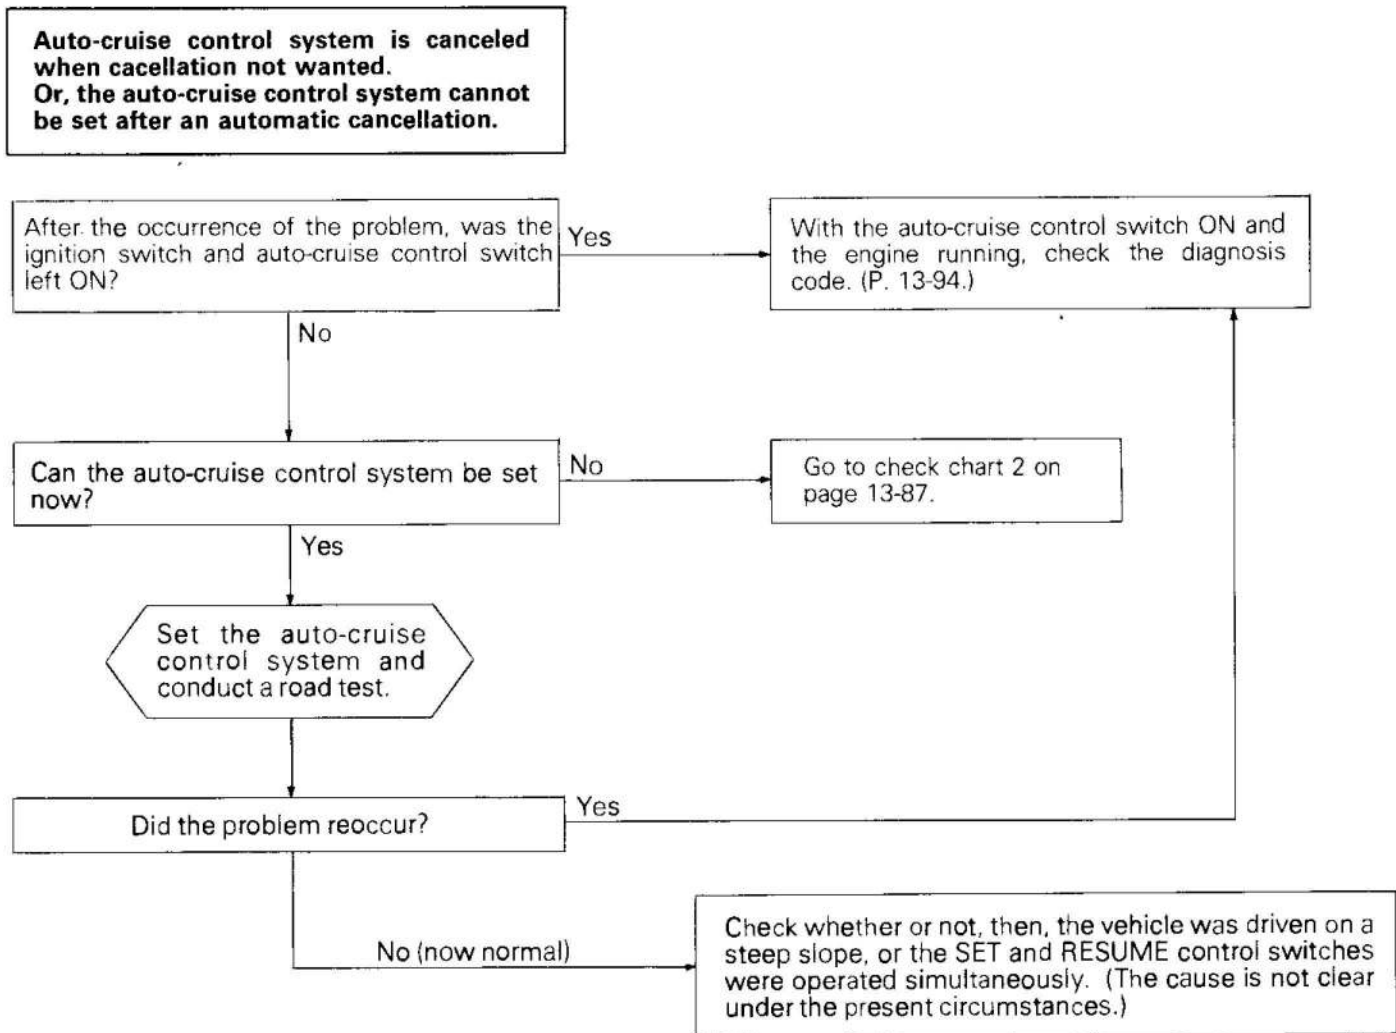 Auto-cruise control system is canceled
when cacellation not wanted.
Or, the auto-cruise control system cannot
be set after an automatic cancellation.
After the occurrence of the problem, was the
ignition switch and auto-cruise control switch
left ON?
Yes
With the auto-cruise control switch ON and
the engine running, check the diagnosis
code. (P. 13-94.)
No
Can the auto-cruise control system be set
now?
No
Go to check chart 2 on
page 13-87.
Yes
Set the auto-cruise
control system and
conduct a road test.
Did the problem reoccur?
Yes
No (now normal)
Check whether or not, then, the vehicle was driven on a
steep slope, or the SET and RESUME control switches
were operated simultaneously. (The cause is not clear
under the present circumstances.)